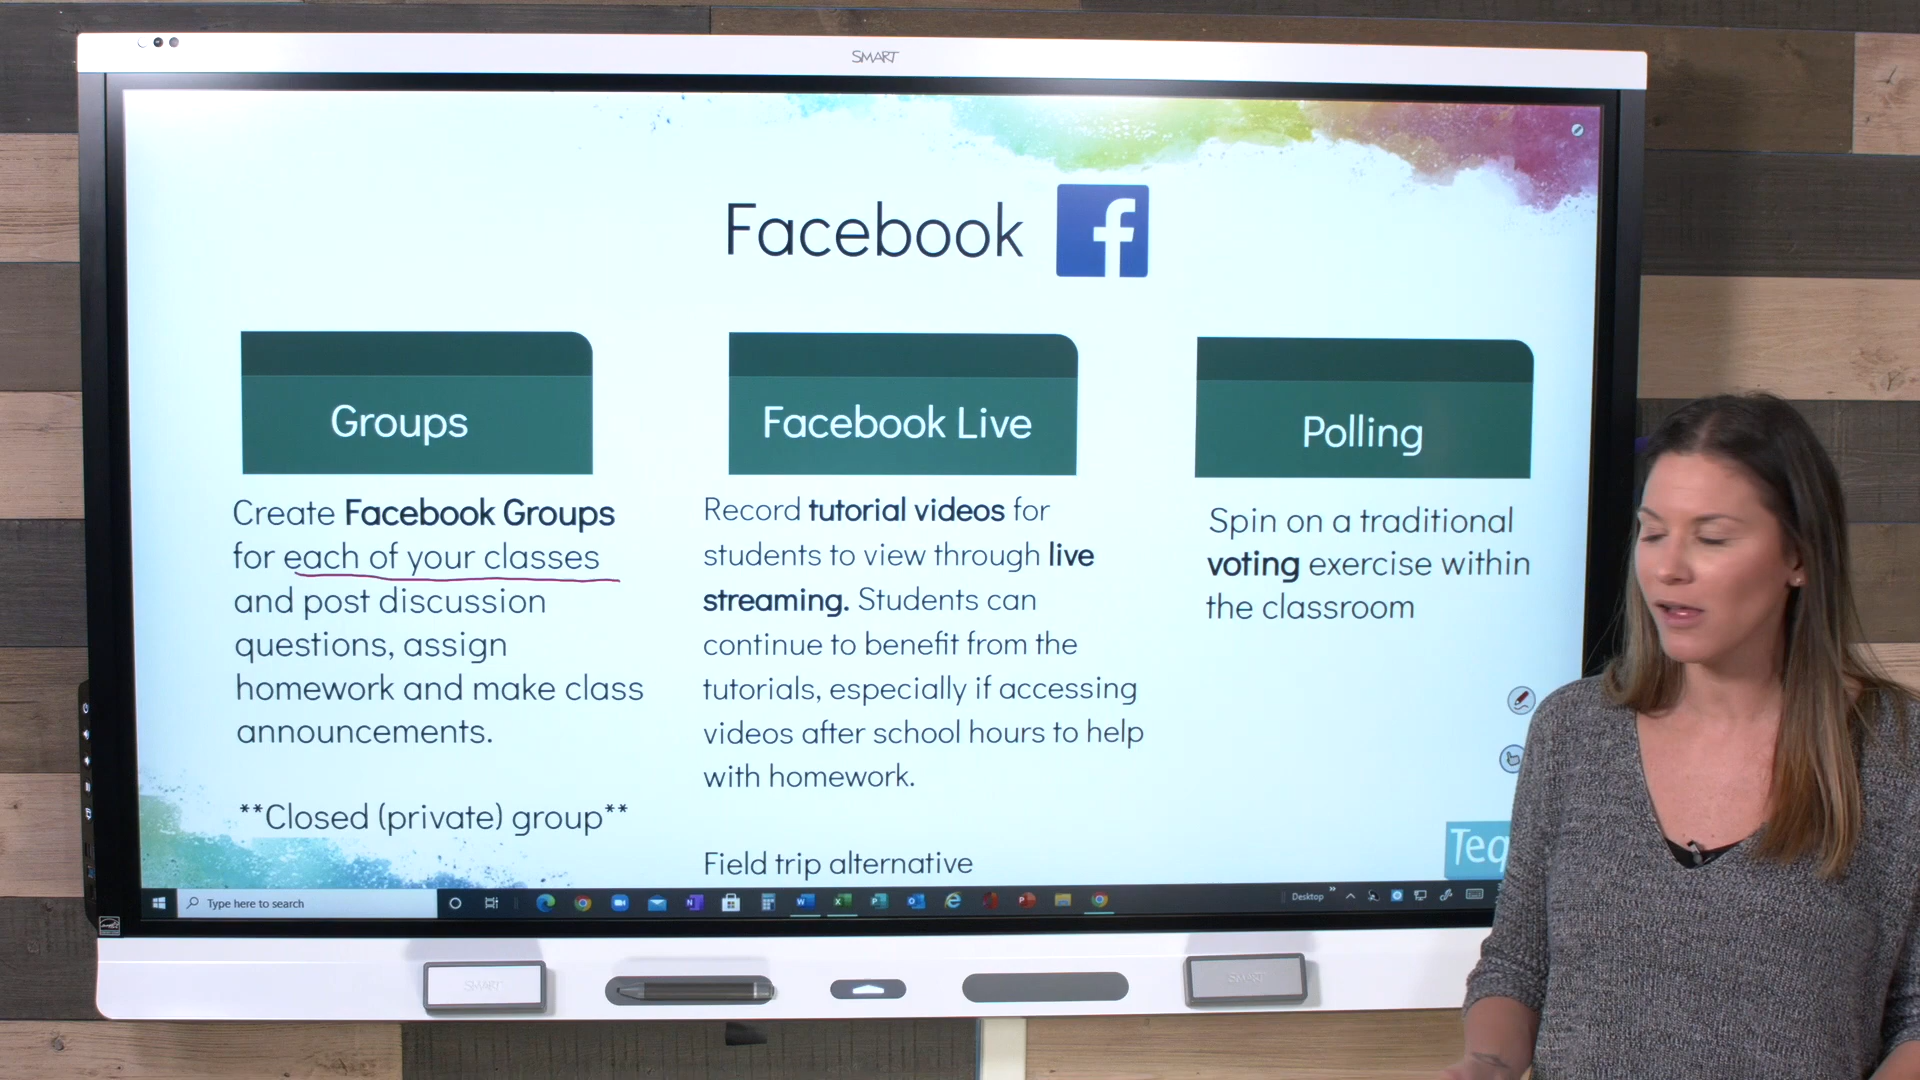 SMART
Facebook
f
Groups
Create Facebook Groups
for each of your classes
and post discussion
questions, assign
homework and make class
announcements.
**Closed (private) group**
Facebook Live
Record tutorial videos for
students to view through live
streaming. Students can
continue to benefit from the
tutorials, especially if accessing
videos after school hours to help
with homework.
Field trip alternative
Polling
Spin on a traditional
voting exercise within
the classroom
Teq
Type here to search
Desktop
SMART
SMART